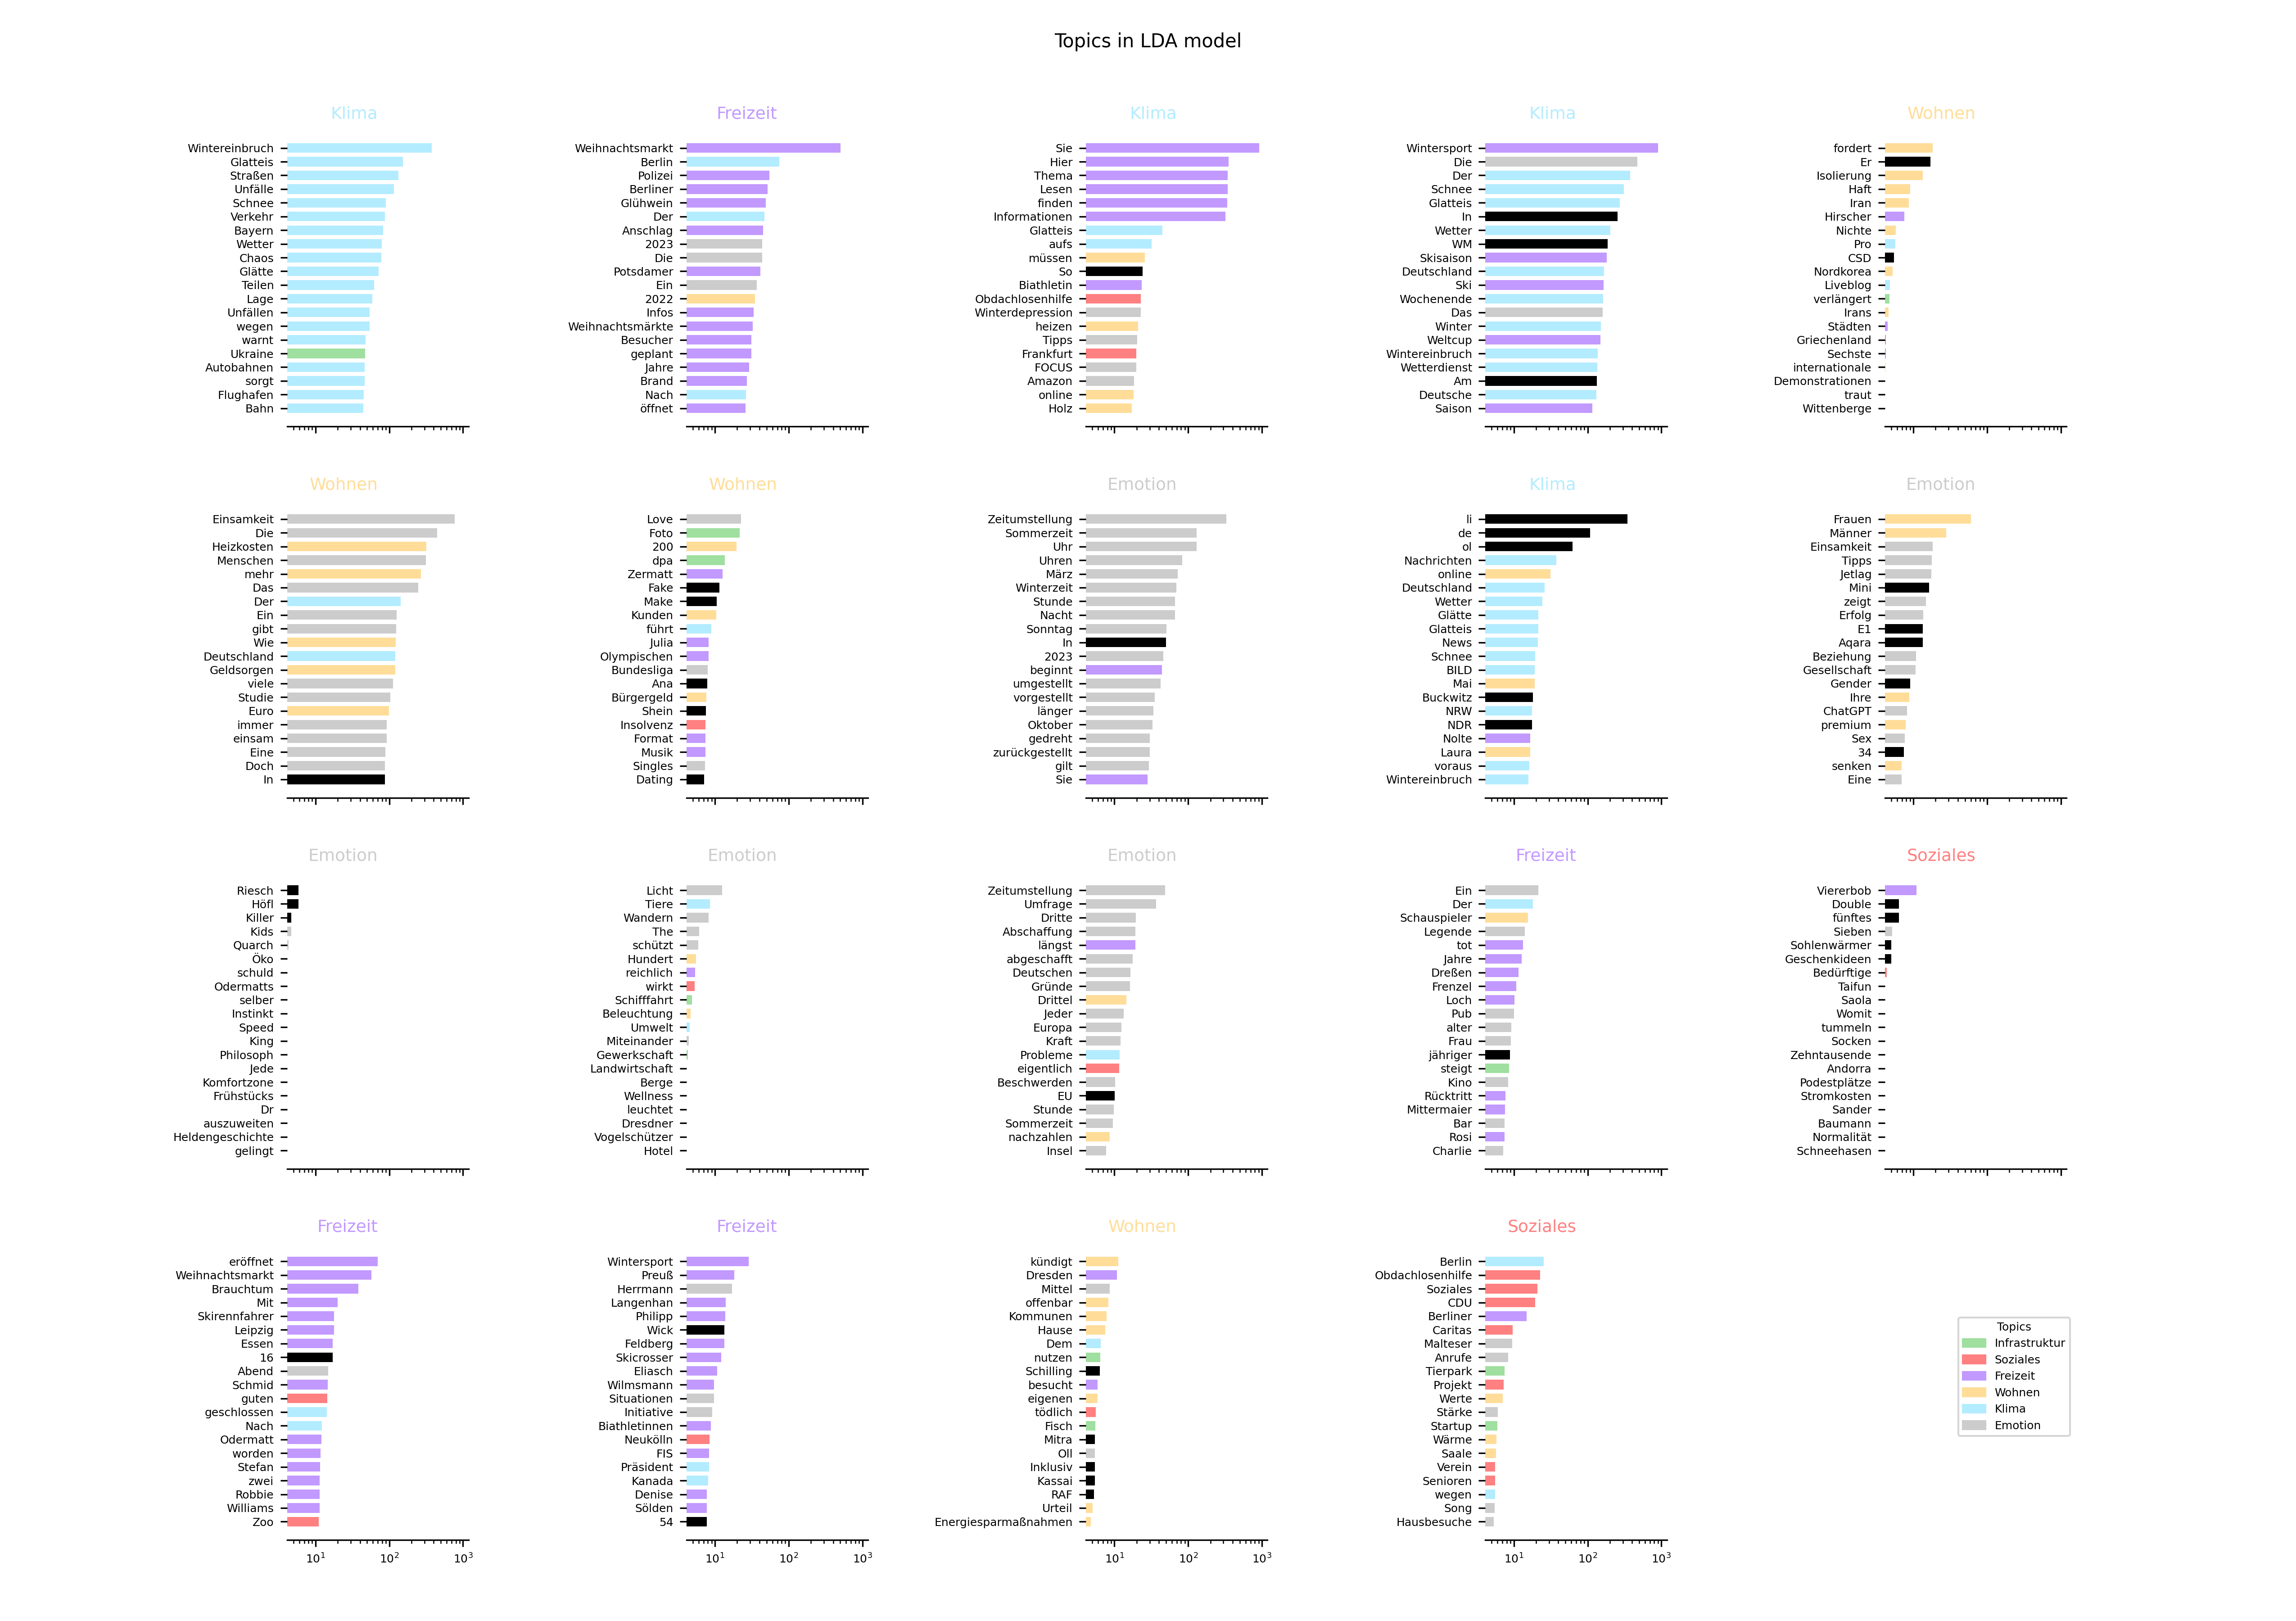 Topics in LDA model
Klima
Wintereinbruch
Glatteis
Straßen
Unfälle
Schnee
Verkehr
Bayern
Wetter
Chaos
Glätte
Teilen
Lage
Unfällen
wegen
warnt
Ukraine
Autobahnen
sorgt
Flughafen
Bahn
Freizeit
Weihnachtsmarkt
Berlin
Polizei
Berliner
Glühwein
Der
Anschlag
2023
Die
Potsdamer
Ein
2022
Infos
Weihnachtsmärkte
Besucher
geplant
Jahre
Brand
Nach
öffnet
Klima
Sie
Hier
Thema
Lesen
finden
Informationen
Glatteis
aufs
müssen
So
Biathletin
Obdachlosenhilfe
Winterdepression
heizen
Tipps
Frankfurt
FOCUS
Amazon
online
Holz
Klima
Wintersport
Die
Der
Schnee
Glatteis
In
Wetter
WM
Skisaison
Deutschland
Ski
Wochenende
Das
Winter
Weltcup
Wintereinbruch
Wetterdienst
Am
Deutsche
Saison
Wohnen
fordert
Er
Isolierung
Haft
Iran
Hirscher
Nichte
Pro
CSD
Nordkorea
Liveblog
verlängert
Irans
Städten
Griechenland
Sechste
internationale
Demonstrationen
traut
Wittenberge
Wohnen
Einsamkeit
Die
Heizkosten
Menschen
mehr
Das
Der
Ein
gibt
Wie
Deutschland
Geldsorgen
viele
Studie
Euro
immer
einsam
Eine
Doch
In
Wohnen
Love
Foto
200
dpa
Zermatt
Fake
Make
Kunden
führt
Julia
Olympischen
Bundesliga
Ana
Bürgergeld
Shein
Insolvenz
Format
Musik
Singles
Dating
Emotion
Zeitumstellung
Sommerzeit
Uhr
Uhren
März
Winterzeit
Stunde
Nacht
Sonntag
In
2023
beginnt
umgestellt
vorgestellt
länger
Oktober
gedreht
zurückgestellt
gilt
Sie
Klima
li
de
ol
Nachrichten
online
Deutschland
Wetter
Glätte
Glatteis
News
Schnee
BILD
Mai
Buckwitz
NRW
NDR
Nolte
Laura
voraus
Wintereinbruch
Emotion
Frauen
Männer
Einsamkeit
Tipps
Jetlag
Mini
zeigt
Erfolg
E1
Aqara
Beziehung
Gesellschaft
Gender
Ihre
ChatGPT
premium
Sex
34
senken
Eine
Emotion
Riesch
Höfl
Killer
Kids
Quarch
Öko
schuld
Odermatts
selber
Instinkt
Speed
King
Philosoph
Jede
Komfortzone
Frühstücks
Dr
auszuweiten
Heldengeschichte
gelingt
Emotion
Licht
Tiere
Wandern
The
schützt
Hundert
reichlich
wirkt
Schifffahrt
Beleuchtung
Umwelt
Miteinander
Gewerkschaft
Landwirtschaft
Berge
Wellness
leuchtet
Dresdner
Vogelschützer
Hotel
Emotion
Zeitumstellung
Umfrage
Dritte
Abschaffung
längst
abgeschafft
Deutschen
Gründe
Drittel
Jeder
Europa
Kraft
Probleme
eigentlich
Beschwerden
EU
Stunde
Sommerzeit
nachzahlen
Insel
Freizeit
Ein
Der
Schauspieler
Legende
tot
Jahre
Dreßen
Frenzel
Loch
Pub
alter
Frau
jähriger
steigt
Kino
Rücktritt
Mittermaier
Bar
Rosi
Charlie
Soziales
Viererbob
Double
fünftes
Sieben
Sohlenwärmer
Geschenkideen
Bedürftige
Taifun
Saola
Womit
tummeln
Socken
Zehntausende
Andorra
Podestplätze
Stromkosten
Sander
Baumann
Normalität
Schneehasen
Freizeit
eröffnet
Weihnachtsmarkt
Brauchtum
Mit
Skirennfahrer
Leipzig
Essen
16
Abend
Schmid
guten
geschlossen
Nach
Odermatt
worden
Stefan
zwei
Robbie
Williams
Zoo
10¹ 10² 10³
Freizeit
Wintersport
Preuß
Herrmann
Langenhan
Philipp
Wick
Feldberg
Skicrosser
Eliasch
Wilmsmann
Situationen
Initiative
Biathletinnen
Neukölln
FIS
Präsident
Kanada
Denise
Sölden
54
10¹ 10² 10³
Wohnen
kündigt
Dresden
Mittel
offenbar
Kommunen
Hause
Dem
nutzen
Schilling
besucht
eigenen
tödlich
Fisch
Mitra
Oll
Inklusiv
Kassai
RAF
Urteil
Energiesparmaßnahmen
10¹ 10² 10³
Soziales
Berlin
Obdachlosenhilfe
Soziales
CDU
Berliner
Caritas
Malteser
Anrufe
Tierpark
Projekt
Werte
Stärke
Startup
Wärme
Saale
Verein
Senioren
wegen
Song
Hausbesuche
10¹ 10² 10³
Topics
Infrastruktur
Soziales
Freizeit
Wohnen
Klima
Emotion